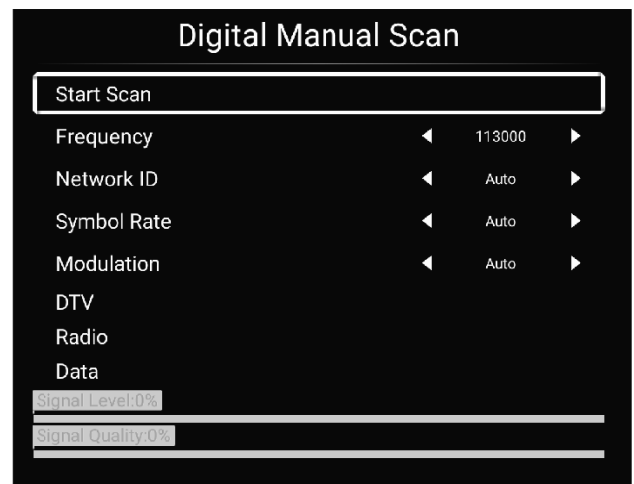 Digital Manual Scan
Start Scan
Frequency 113000
Network ID Auto
Symbol Rate Auto
Modulation Auto
DTV
Radio
Data
Signal Level:0%
Signal Quality:0%